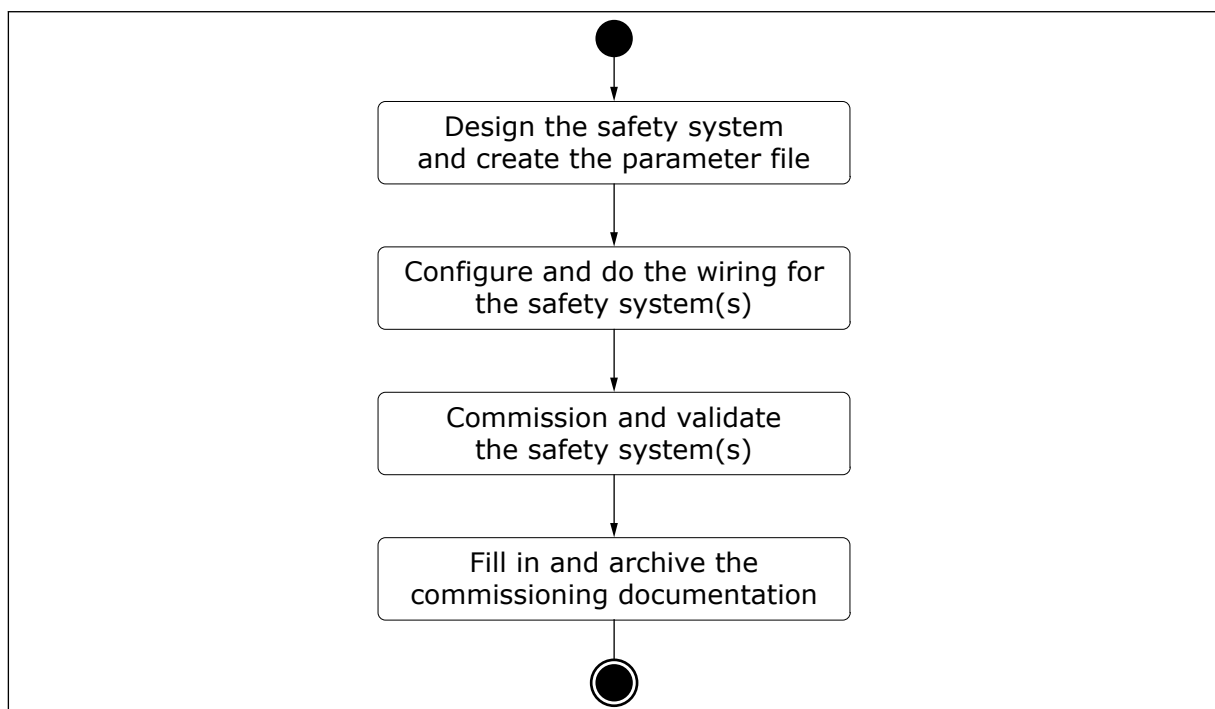 Design the safety system
and create the parameter file
Configure and do the wiring for
the safety system(s)
Commission and validate
the safety system(s)
Fill in and archive the
commissioning documentation